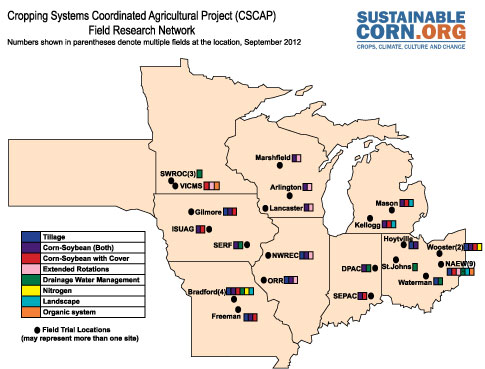 Cropping Systems Coordinated Agricultural Project (CSCAP)
Field Research Network
Numbers shown in parentheses denote multiple fields at the location, September 2012
SUSTAINABLE
CORN.ORG
CROPS, CLIMATE, CULTURE AND CHANGE
Marshfield
SWROC(3)
VICMS
Arlington
Lancaster
Mason
Gilmore
Kellogg
ISUAG
Hoytville
Wooster(2)
SERF
NWREC
NAEW(9)
St.Johns
DPAC
ORR
Waterman
Bradford(4)
SEPAC
Freeman
Tillage
Corn-Soybean (Both)
Corn-Soybean with Cover
Extended Rotations
Drainage Water Management
Nitrogen
Landscape
Organic system
Field Trial Locations
(may represent more than one site)